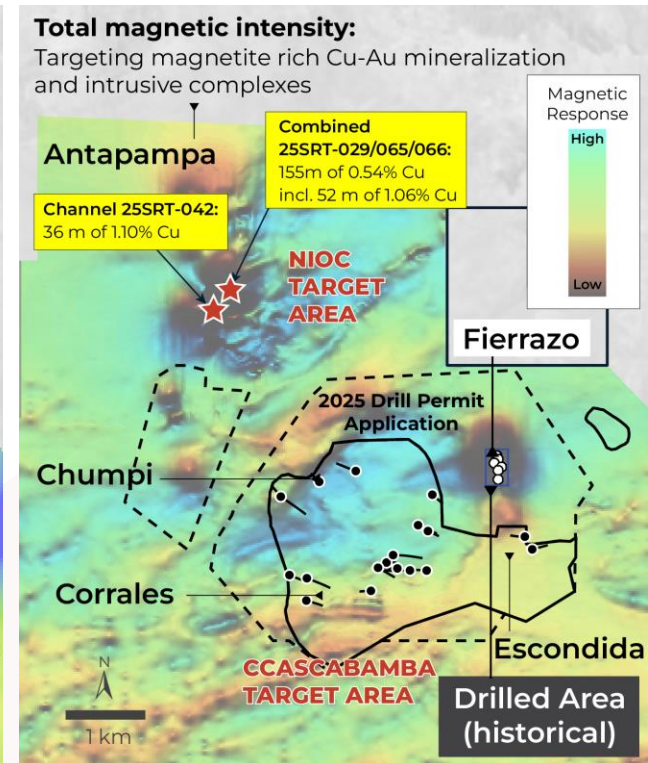 Total magnetic intensity:
Targeting magnetite rich Cu-Au mineralization
and intrusive complexes
Magnetic
Response
High
Low
Antapampa
Combined
25SRT-029/065/066:
155m of 0.54% Cu
incl. 52 m of 1.06% Cu
Channel 25SRT-042:
36 m of 1.10% Cu
NIOC
TARGET
AREA
Fierrazo
2025 Drill Permit
Application
Chumpi
Corrales
Escondida
CCASCABAMBA
TARGET AREA
N
1 km
Drilled Area
(historical)